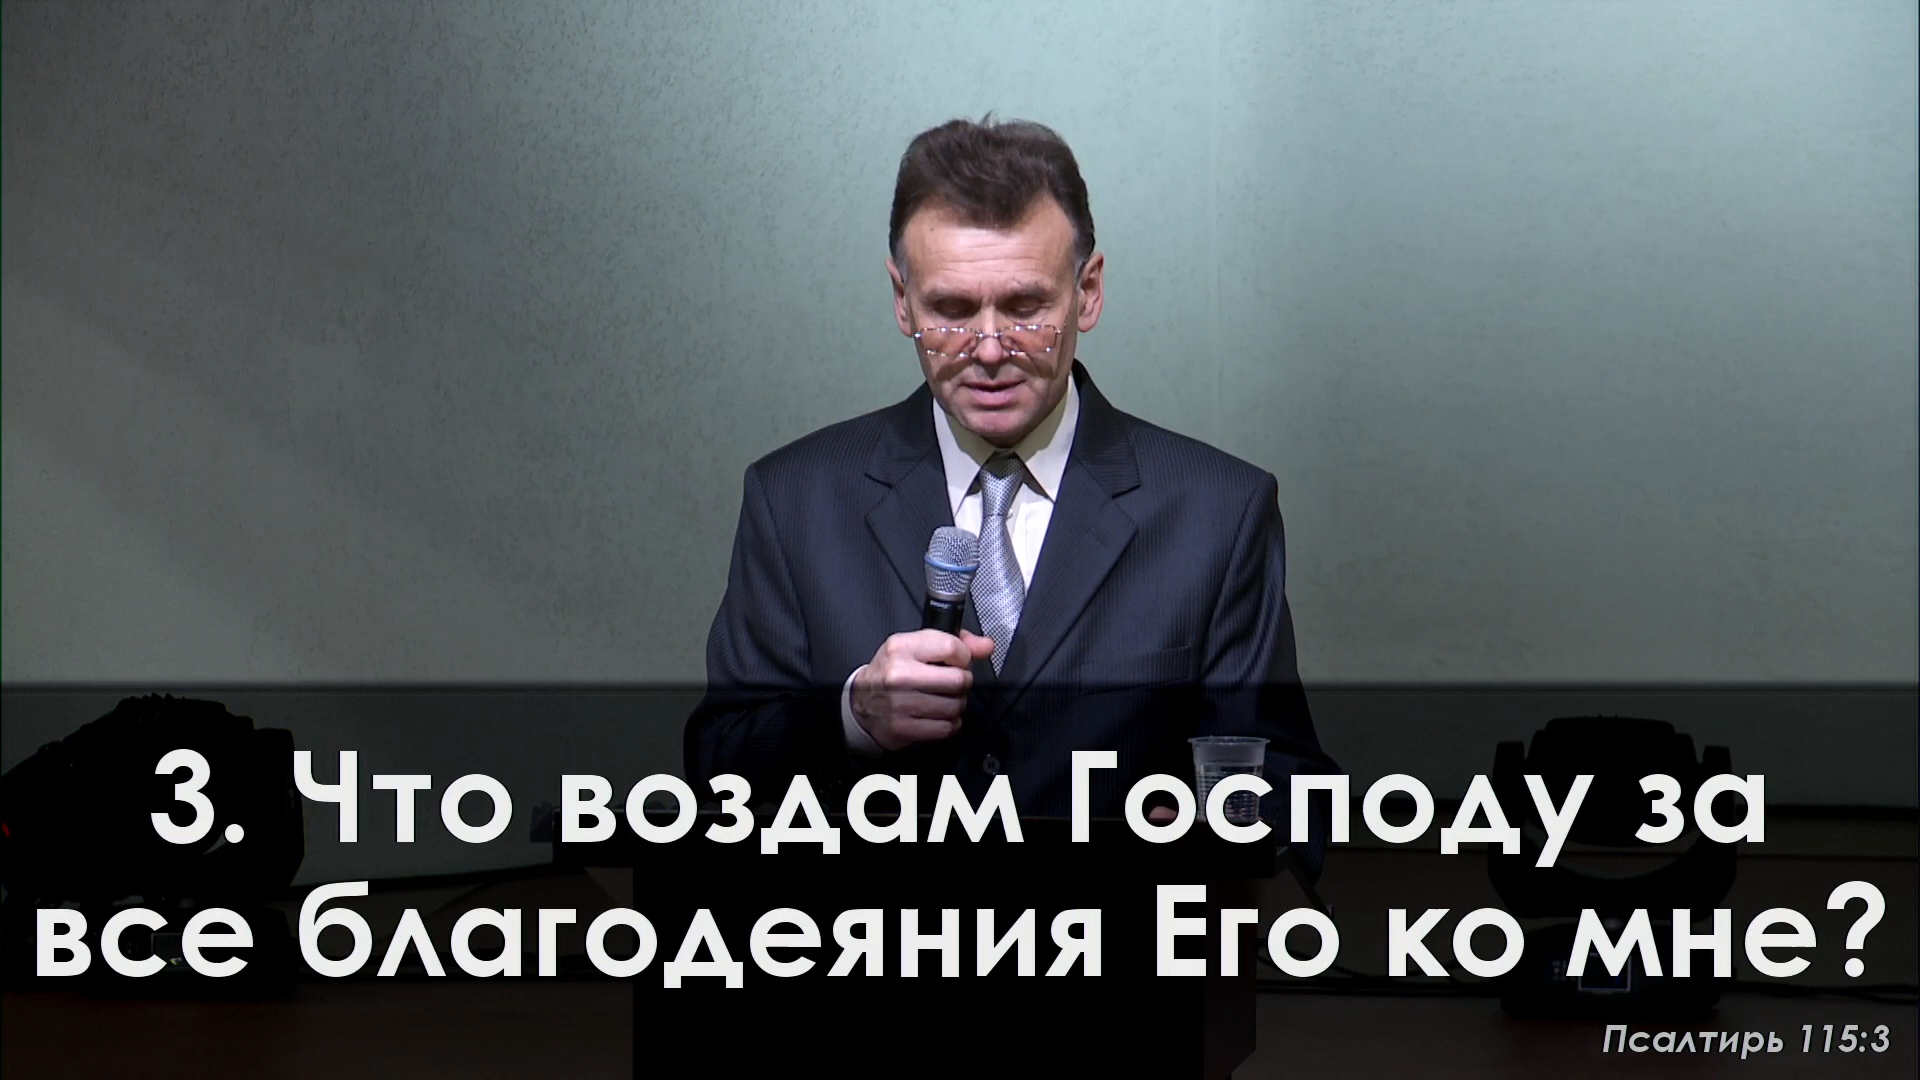 3. Что воздам Господу за
все благодеяния Его ко мне?
Псалтирь 115:3